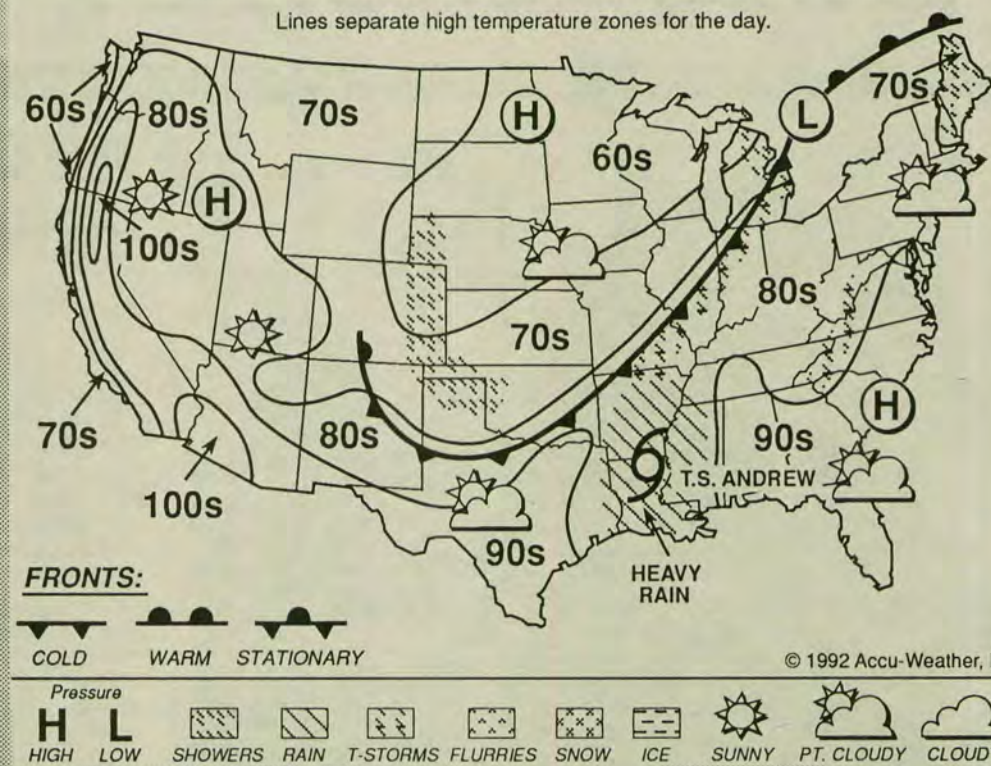 Lines separate high temperature zones for the day.
60s
80s
70s
H
60s
L
70s
H
100s
80s
70s
70s
100s
80s
90s
H
90s
T.S. ANDREW
HEAVY
RAIN
FRONTS:
COLD WARM STATIONARY
© 1992 Accu-Weather,
Pressure
H L
HIGH LOW SHOWERS RAIN T-STORMS FLURRIES SNOW ICE SUNNY PT. CLOUDY CLOUD